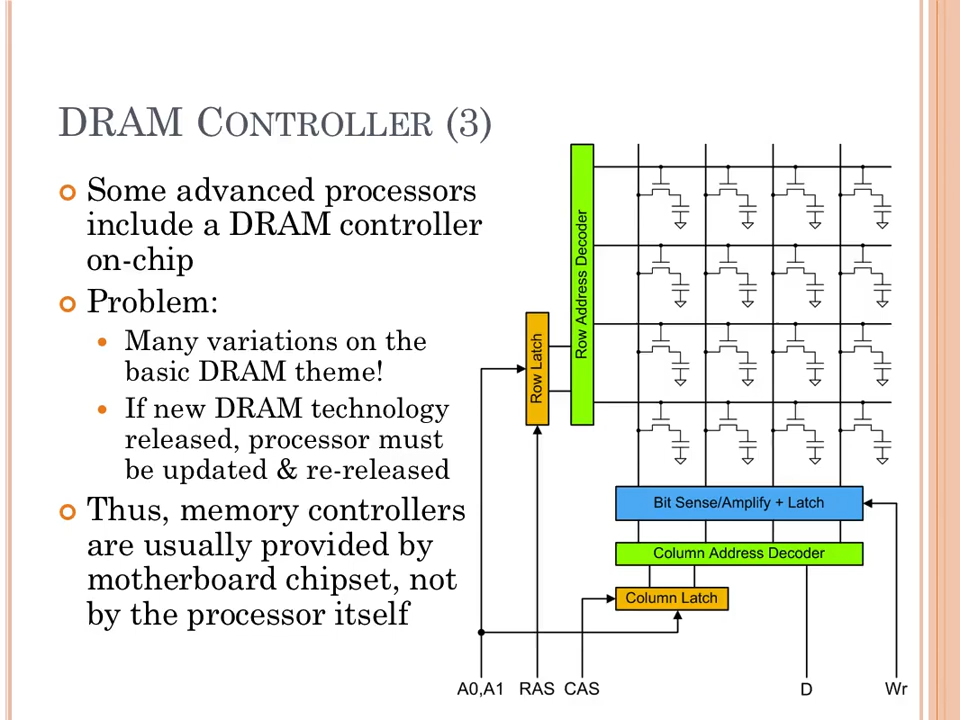 DRAM CONTROLLER (3)
Some advanced processors
include a DRAM controller
on-chip
Problem:
Many variations on the
basic DRAM theme!
If new DRAM technology
released, processor must
be updated & re-released
Thus, memory controllers
are usually provided by
motherboard chipset, not
by the processor itself
Row Address Decoder
Row Latch
Bit Sense/Amplify + Latch
Column Address Decoder
Column Latch
A0,A1 RAS CAS D Wr